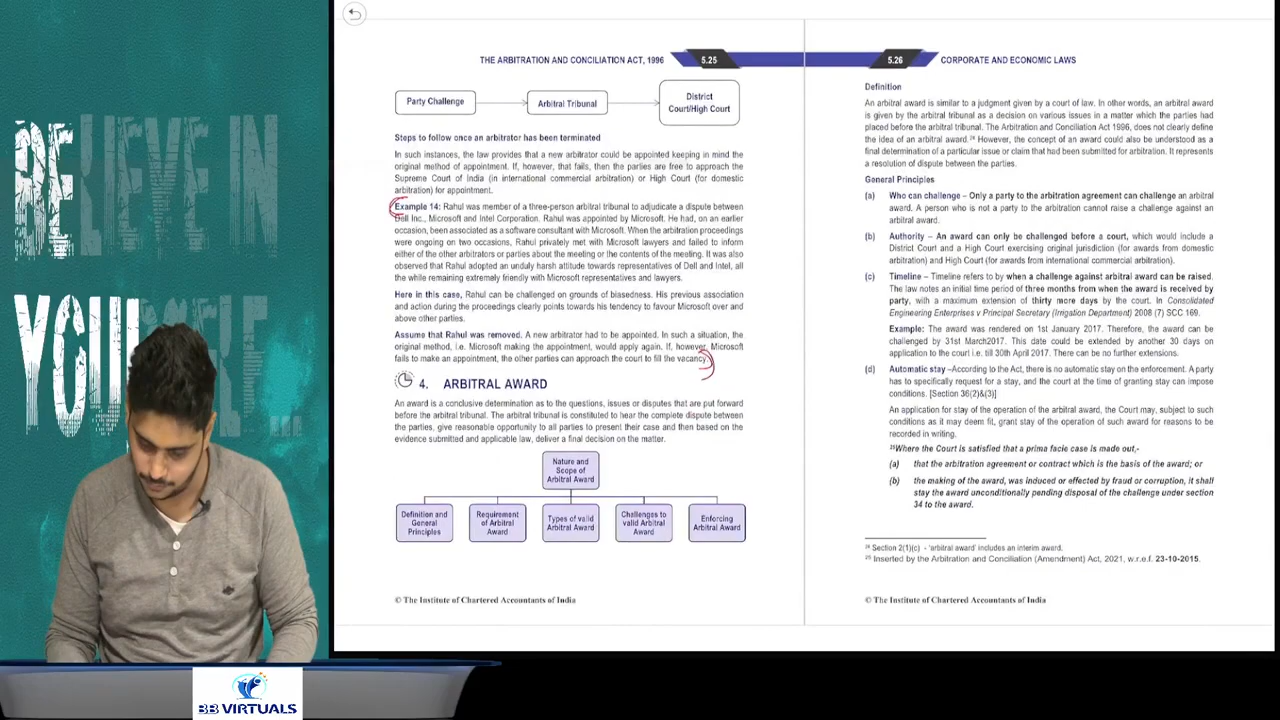 BELIEVE IN
YOURSELF...
BB VIRTUALS
THE ARBITRATION AND CONCILIATION ACT, 1996
5.25
Party Challenge
Arbitral Tribunal
District
Court/High Court
Steps to follow once an arbitrator has been terminated
In such instances, the law provides that a new arbitrator could be appointed keeping in mind the
original method of appointment. If, however, that fails, then the parties are free to approach the
Supreme Court of India (in international commercial arbitration) or High Court (for domestic
arbitration) for appointment.
Example 14: Rahul was member of a three-person arbitral tribunal to adjudicate a dispute between
Dell Inc., Microsoft and Intel Corporation. Rahul was appointed by Microsoft. He had, on an earlier
occasion, been associated as a software consultant with Microsoft. When the arbitration proceedings
were ongoing on two occasions, Rahul privately met with Microsoft lawyers and failed to inform
either of the other arbitrators or parties about the meeting or the contents of the meeting. It was also
observed that Rahul adopted an unduly harsh attitude towards representatives of Dell and Intel, all
the while remaining extremely friendly with Microsoft representatives and lawyers.
Here in this case, Rahul can be challenged on grounds of biasedness. His previous association
and action during the proceedings clearly points towards his tendency to favour Microsoft over and
above other parties.
Assume that Rahul was removed. A new arbitrator had to be appointed. In such a situation, the
original method, i.e. Microsoft making the appointment, would apply again. If, however, Microsoft
fails to make an appointment, the other parties can approach the court to fill the vacancy.
4. ARBITRAL AWARD
An award is a conclusive determination as to the questions, issues or disputes that are put forward
before the arbitral tribunal. The arbitral tribunal is constituted to hear the complete dispute between
the parties, give reasonable opportunity to all parties to present their case and then based on the
evidence submitted and applicable law, deliver a final decision on the matter.
Nature and
Scope of
Arbitral Award
Definition and
General
Principles
Requirement
of Arbitral
Award
Types of valid
Arbitral Award
Challenges to
valid Arbitral
Award
Enforcing
Arbitral Award
© The Institute of Chartered Accountants of India
5.26
CORPORATE AND ECONOMIC LAWS
Definition
An arbitral award is similar to a judgment given by a court of law. In other words, an arbitral award
is given by the arbitral tribunal as a decision on various issues in a matter which the parties had
placed before the arbitral tribunal. The Arbitration and Conciliation Act 1996, does not clearly define
the idea of an arbitral award.²⁴ However, the concept of an award could also be understood as a
final determination of a particular issue or claim that had been submitted for arbitration. It represents
a resolution of dispute between the parties.
General Principles
(a) Who can challenge – Only a party to the arbitration agreement can challenge an arbitral
award. A person who is not a party to the arbitration cannot raise a challenge against an
arbitral award.
(b) Authority – An award can only be challenged before a court, which would include a
District Court and a High Court exercising original jurisdiction (for awards from domestic
arbitration) and High Court (for awards from international commercial arbitration).
(c) Timeline – Timeline refers to by when a challenge against arbitral award can be raised.
The law notes an initial time period of three months from when the award is received by
party, with a maximum extension of thirty more days by the court. In Consolidated
Engineering Enterprises v Principal Secretary (Irrigation Department) 2008 (7) SCC 169.
Example: The award was rendered on 1st January 2017. Therefore, the award can be
challenged by 31st March2017. This date could be extended by another 30 days on
application to the court i.e. till 30th April 2017. There can be no further extensions.
(d) Automatic stay –According to the Act, there is no automatic stay on the enforcement. A party
has to specifically request for a stay, and the court at the time of granting stay can impose
conditions. [Section 36(2)&(3)]
An application for stay of the operation of the arbitral award, the Court may, subject to such
conditions as it may deem fit, grant stay of the operation of such award for reasons to be
recorded in writing.
²⁵Where the Court is satisfied that a prima facie case is made out,-
(a) that the arbitration agreement or contract which is the basis of the award; or
(b) the making of the award, was induced or effected by fraud or corruption, it shall
stay the award unconditionally pending disposal of the challenge under section
34 to the award.
²⁴ Section 2(1)(c) - 'arbitral award' includes an interim award.
²⁵ Inserted by the Arbitration and Conciliation (Amendment) Act, 2021, w.r.e.f. 23-10-2015.
© The Institute of Chartered Accountants of India